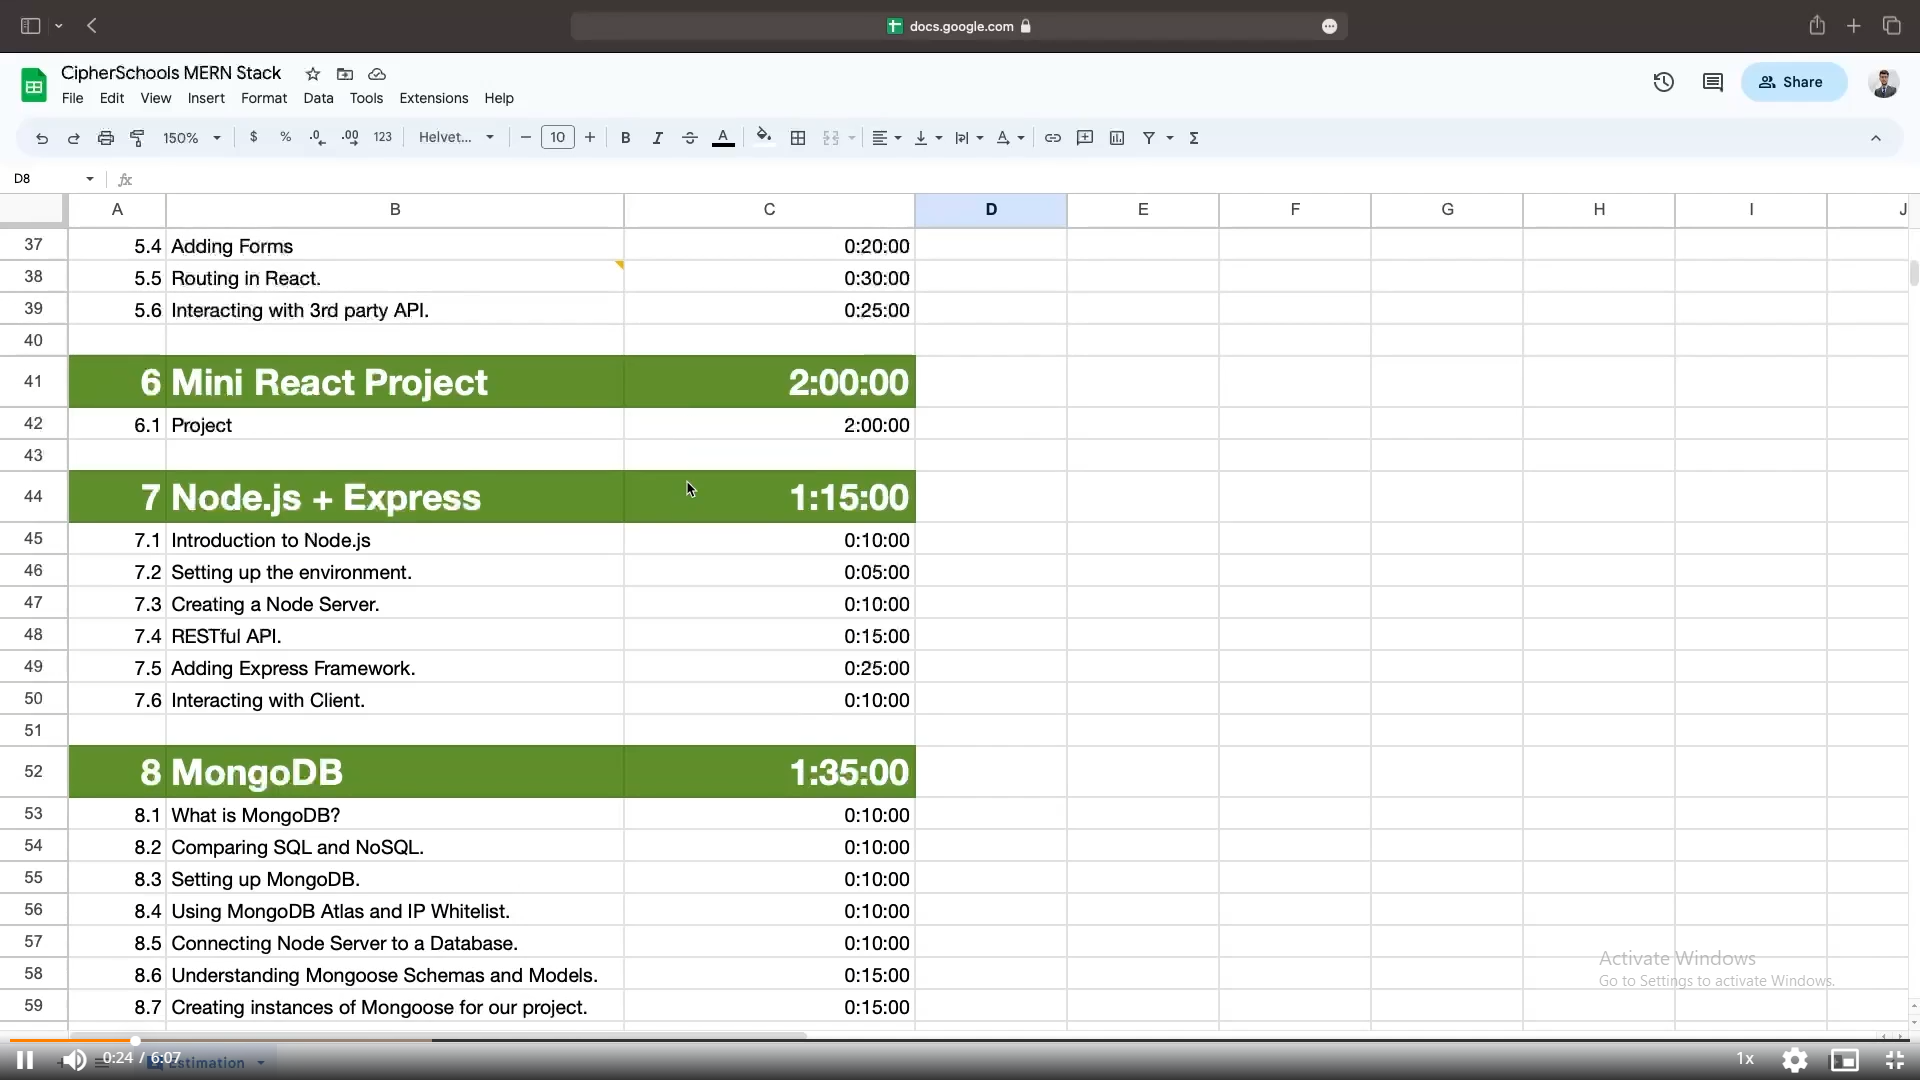 docs.google.com
CipherSchools MERN Stack
File Edit View Insert Format Data Tools Extensions Help
Share
150% $ % .0 .00 123 Helvet... 10 B I A
D8 fx
A B C D E F G H I J
37 5.4 Adding Forms 0:20:00
38 5.5 Routing in React. 0:30:00
39 5.6 Interacting with 3rd party API. 0:25:00
40
41 6 Mini React Project 2:00:00
42 6.1 Project 2:00:00
43
44 7 Node.js + Express 1:15:00
45 7.1 Introduction to Node.js 0:10:00
46 7.2 Setting up the environment. 0:05:00
47 7.3 Creating a Node Server. 0:10:00
48 7.4 RESTful API. 0:15:00
49 7.5 Adding Express Framework. 0:25:00
50 7.6 Interacting with Client. 0:10:00
51
52 8 MongoDB 1:35:00
53 8.1 What is MongoDB? 0:10:00
54 8.2 Comparing SQL and NoSQL. 0:10:00
55 8.3 Setting up MongoDB. 0:10:00
56 8.4 Using MongoDB Atlas and IP Whitelist. 0:10:00
57 8.5 Connecting Node Server to a Database. 0:10:00
58 8.6 Understanding Mongoose Schemas and Models. 0:15:00
59 8.7 Creating instances of Mongoose for our project. 0:15:00
Activate Windows
Go to Settings to activate Windows.
0:24 / 6:07 Estimation 1x